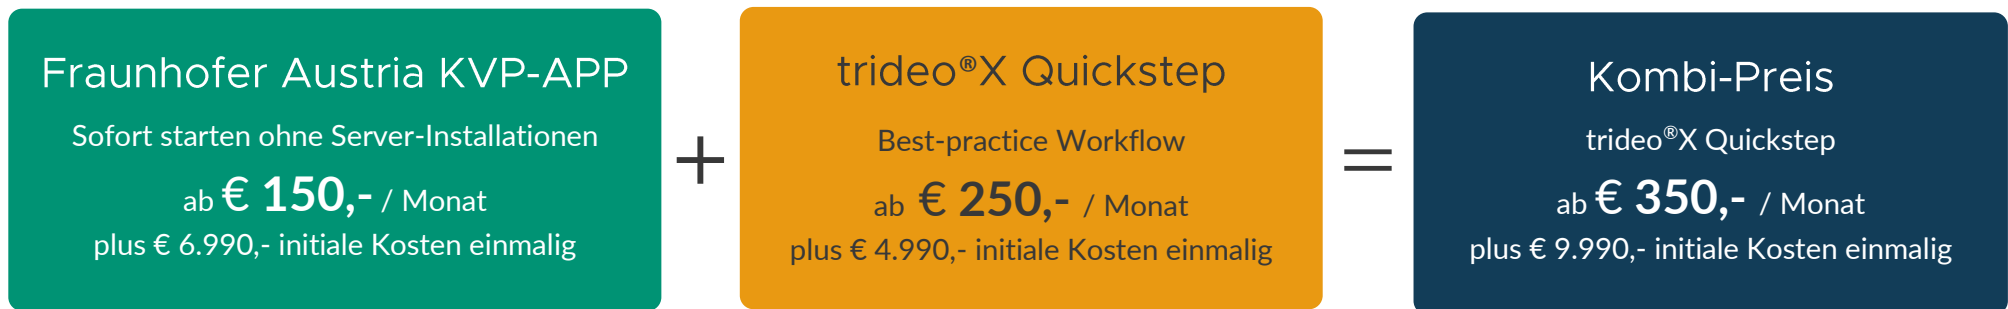 Fraunhofer Austria KVP-APP
Sofort starten ohne Server-Installationen
ab € 150,- / Monat
plus € 6.990,- initiale Kosten einmalig
+
trideo®X Quickstep
Best-practice Workflow
ab € 250,- / Monat
plus € 4.990,- initiale Kosten einmalig
=
Kombi-Preis
trideo®X Quickstep
ab € 350,- / Monat
plus € 9.990,- initiale Kosten einmalig